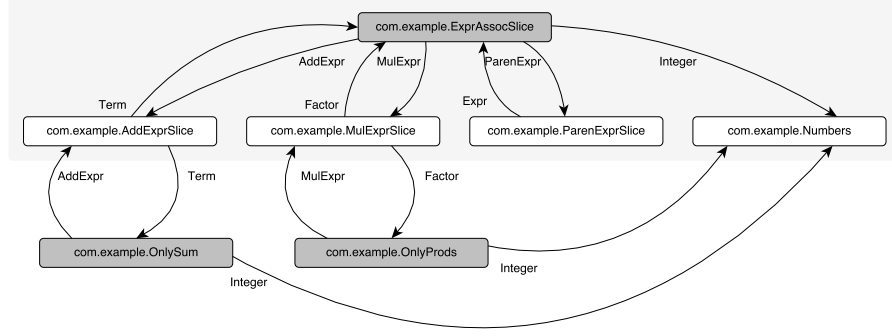 com.example.ExprAssocSlice
AddExpr
MulExpr
ParenExpr
Integer
Term
Factor
Expr
com.example.AddExprSlice
com.example.MulExprSlice
com.example.ParenExprSlice
com.example.Numbers
AddExpr
Term
MulExpr
Factor
com.example.OnlySum
com.example.OnlyProds
Integer
Integer